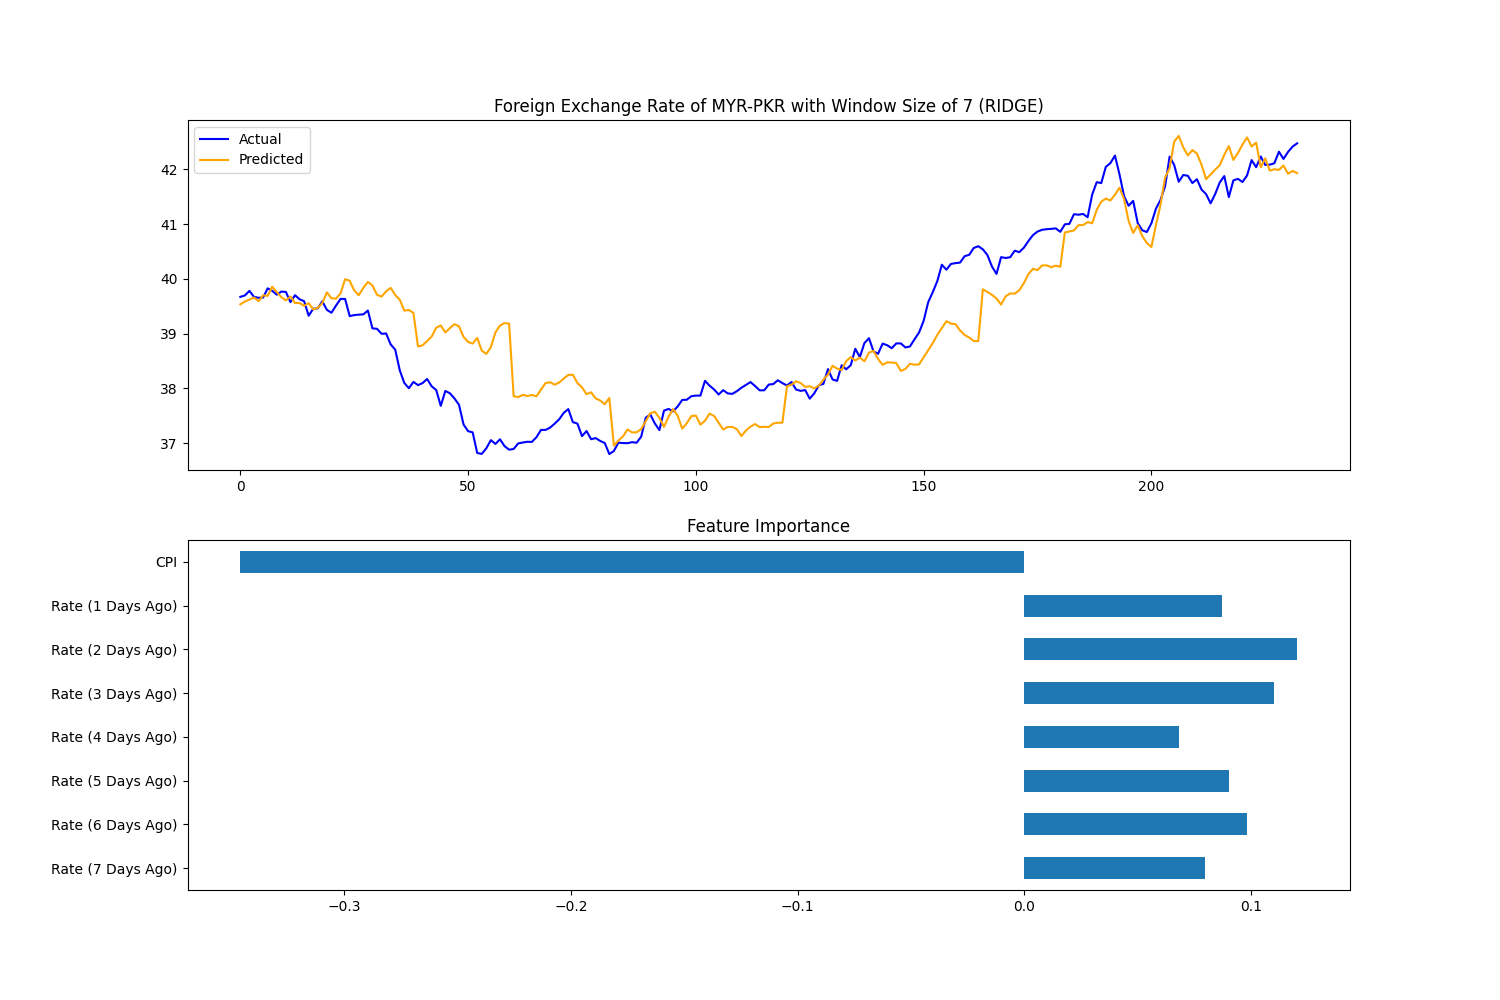 Foreign Exchange Rate of MYR-PKR with Window Size of 7 (RIDGE)
Actual
Predicted
42
41
40
39
38
37
0
50
100
150
200
Feature Importance
CPI
Rate (1 Days Ago)
Rate (2 Days Ago)
Rate (3 Days Ago)
Rate (4 Days Ago)
Rate (5 Days Ago)
Rate (6 Days Ago)
Rate (7 Days Ago)
−0.3
−0.2
−0.1
0.0
0.1